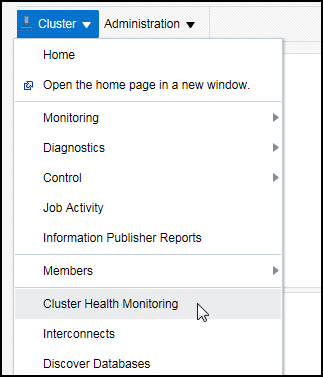 Cluster Administration
Home
Open the home page in a new window.
Monitoring
Diagnostics
Control
Job Activity
Information Publisher Reports
Members
Cluster Health Monitoring
Interconnects
Discover Databases